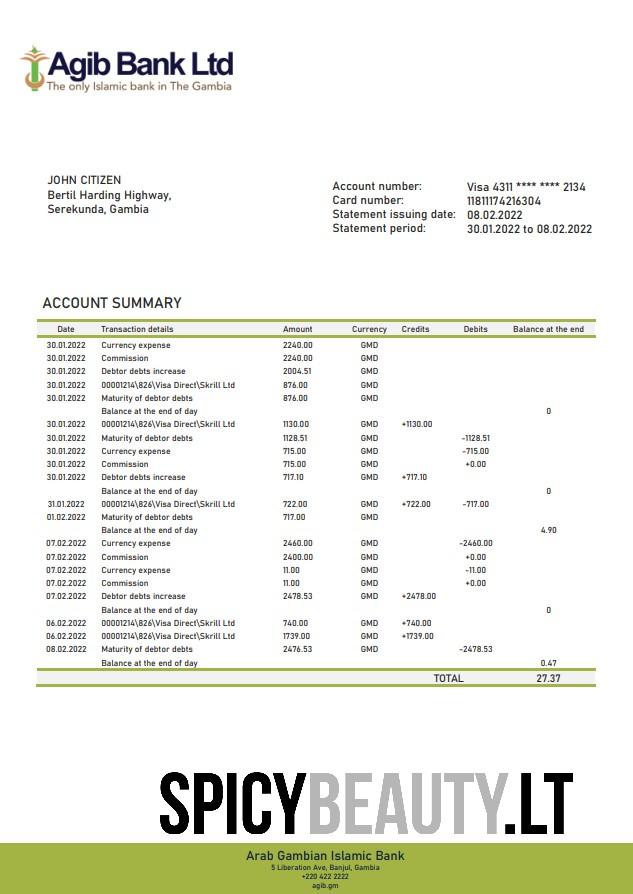 Agib Bank Ltd
The only Islamic bank in The Gambia
JOHN CITIZEN
Bertil Harding Highway,
Serekunda, Gambia
Account number: Visa 4311 **** **** 2134
Card number: 11811174216304
Statement issuing date: 08.02.2022
Statement period: 30.01.2022 to 08.02.2022
ACCOUNT SUMMARY
Date Transaction details Amount Currency Credits Debits Balance at the end
30.01.2022 Currency expense 2240.00 GMD
30.01.2022 Commission 2240.00 GMD
30.01.2022 Debtor debts increase 2004.51 GMD
30.01.2022 00001214\826\Visa Direct\Skrill Ltd 876.00 GMD
30.01.2022 Maturity of debtor debts 876.00 GMD
Balance at the end of day 0
30.01.2022 00001214\826\Visa Direct\Skrill Ltd 1130.00 GMD +1130.00
30.01.2022 Maturity of debtor debts 1128.51 GMD -1128.51
30.01.2022 Currency expense 715.00 GMD -715.00
30.01.2022 Commission 715.00 GMD +0.00
30.01.2022 Debtor debts increase 717.10 GMD +717.10
Balance at the end of day 0
31.01.2022 00001214\826\Visa Direct\Skrill Ltd 722.00 GMD +722.00 -717.00
01.02.2022 Maturity of debtor debts 717.00 GMD
Balance at the end of day 4.90
07.02.2022 Currency expense 2460.00 GMD -2460.00
07.02.2022 Commission 2400.00 GMD +0.00
07.02.2022 Currency expense 11.00 GMD -11.00
07.02.2022 Commission 11.00 GMD +0.00
07.02.2022 Debtor debts increase 2478.53 GMD +2478.00
Balance at the end of day 0
06.02.2022 00001214\826\Visa Direct\Skrill Ltd 740.00 GMD +740.00
06.02.2022 00001214\826\Visa Direct\Skrill Ltd 1739.00 GMD +1739.00
08.02.2022 Maturity of debtor debts 2476.53 GMD -2478.53
Balance at the end of day 0.47
TOTAL 27.37
SPICYBEAUTY.LT
Arab Gambian Islamic Bank
5 Liberation Ave, Banjul, Gambia
+220 422 2222
agib.gm